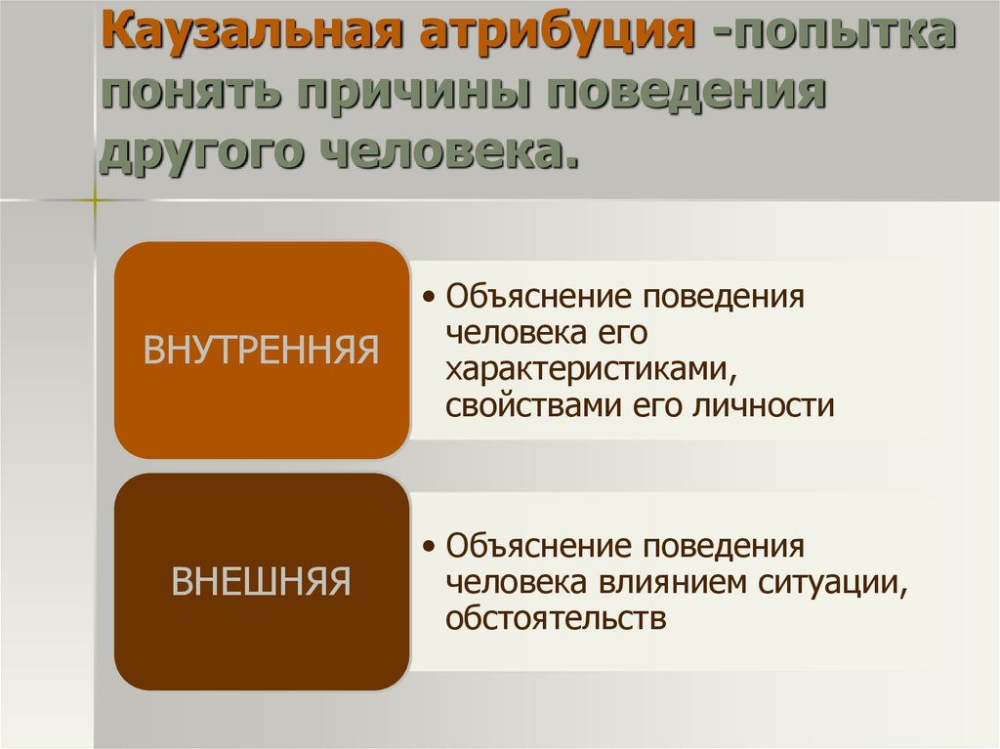 Каузальная атрибуция -попытка
понять причины поведения
другого человека.
ВНУТРЕННЯЯ
• Объяснение поведения
человека его
характеристиками,
свойствами его личности
ВНЕШНЯЯ
• Объяснение поведения
человека влиянием ситуации,
обстоятельств